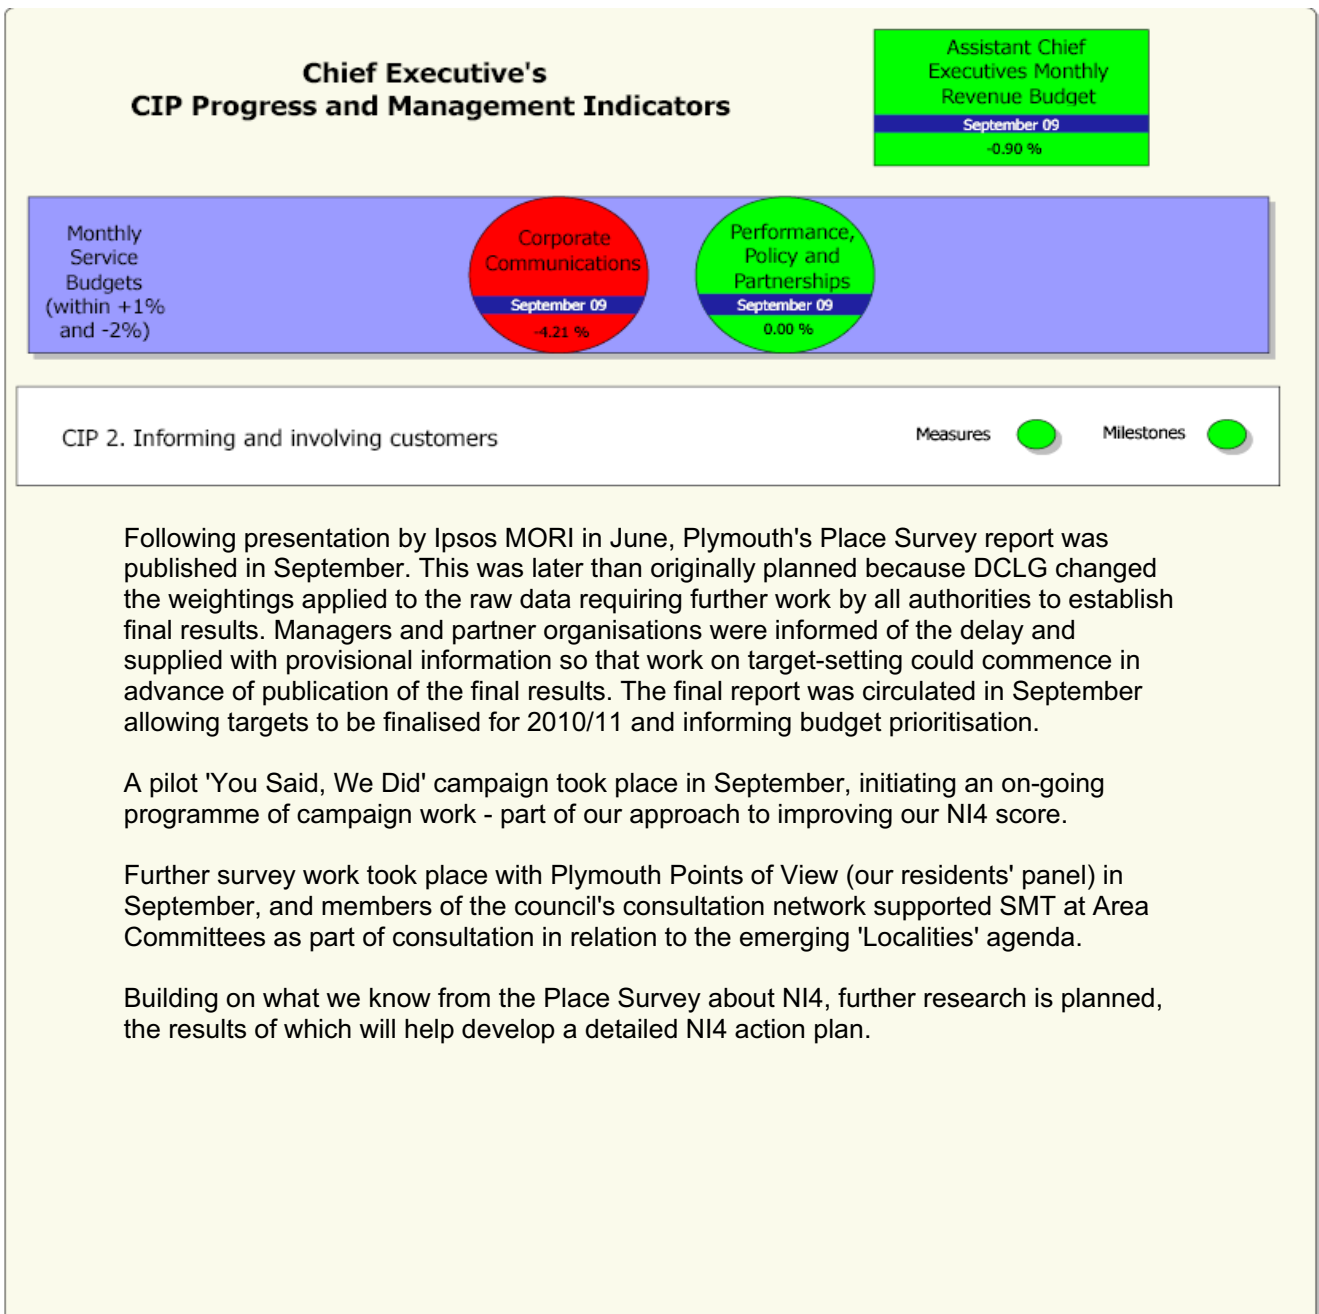 Chief Executive's
CIP Progress and Management Indicators
Assistant Chief
Executives Monthly
Revenue Budget
September 09
-0.90 %
Monthly
Service
Budgets
(within +1%
and -2%)
Corporate
Communications
September 09
-4.21 %
Performance,
Policy and
Partnerships
September 09
0.00 %
CIP 2. Informing and involving customers
Measures
Milestones
Following presentation by Ipsos MORI in June, Plymouth's Place Survey report was
published in September. This was later than originally planned because DCLG changed
the weightings applied to the raw data requiring further work by all authorities to establish
final results. Managers and partner organisations were informed of the delay and
supplied with provisional information so that work on target-setting could commence in
advance of publication of the final results. The final report was circulated in September
allowing targets to be finalised for 2010/11 and informing budget prioritisation.
A pilot 'You Said, We Did' campaign took place in September, initiating an on-going
programme of campaign work - part of our approach to improving our NI4 score.
Further survey work took place with Plymouth Points of View (our residents' panel) in
September, and members of the council's consultation network supported SMT at Area
Committees as part of consultation in relation to the emerging 'Localities' agenda.
Building on what we know from the Place Survey about NI4, further research is planned,
the results of which will help develop a detailed NI4 action plan.